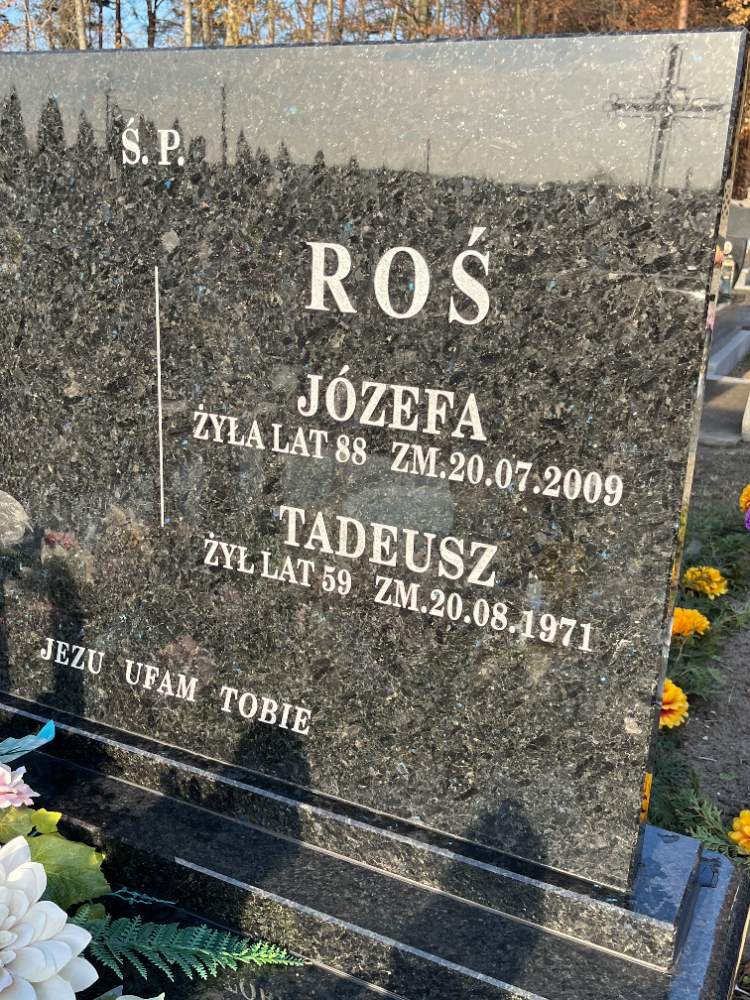 Ś.P.
ROŚ
JÓZEFA
ŻYŁA LAT 88 ZM.20.07.2009
TADEUSZ
ŻYŁ LAT 59 ZM.20.08.1971
JEZU UFAM TOBIE